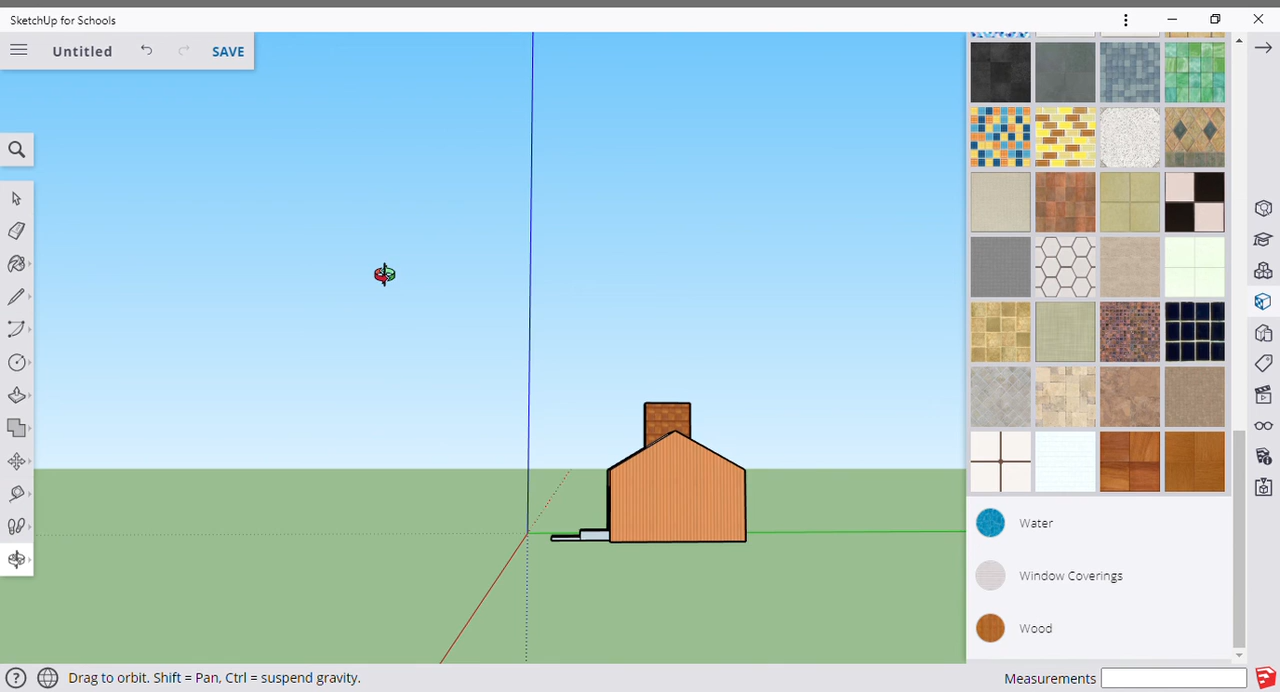 SketchUp for Schools
Untitled
SAVE
Water
Window Coverings
Wood
Drag to orbit. Shift = Pan, Ctrl = suspend gravity.
Measurements